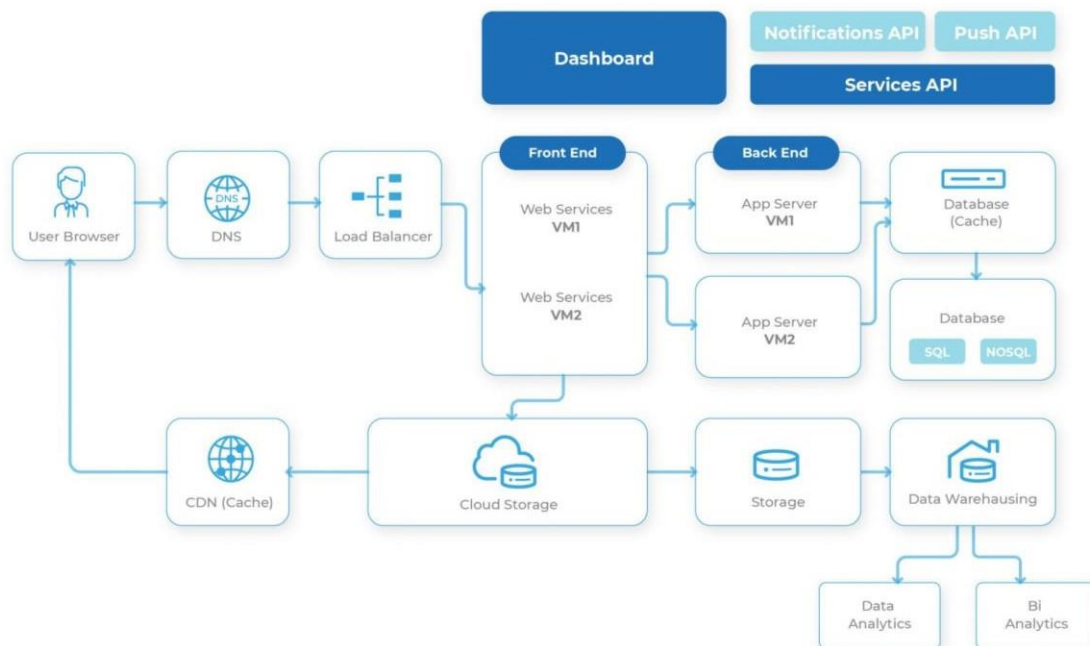 Dashboard
Notifications API
Push API
Services API
Front End
Back End
User Browser
DNS
DNS
Load Balancer
Web Services
VM1
Web Services
VM2
App Server
VM1
App Server
VM2
Database
(Cache)
Database
SQL
NOSQL
CDN (Cache)
Cloud Storage
Storage
Data Warehausing
Data
Analytics
Bi
Analytics